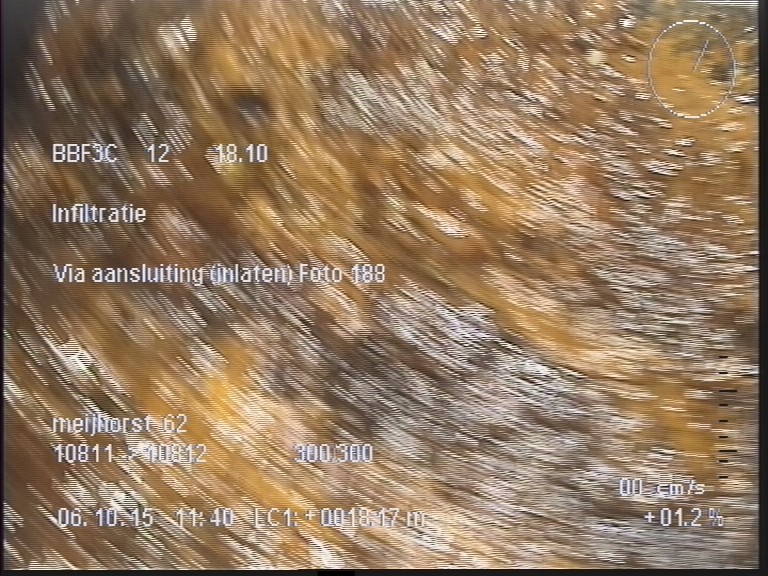 BBF3C 12 18.10
Infiltratie
Via aansluiting (inlaten) Foto 188
meijhorst 62
10811 > 10812 300/300
00 cm/s
06.10.15 11:40 LC1: +0018.17 m +01.2 %